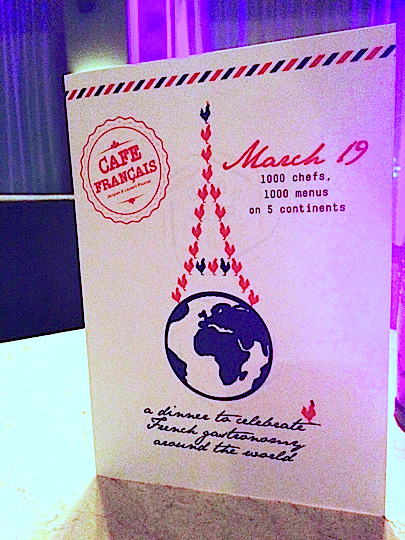 CAFE
FRANÇAIS
March 19
1000 chefs,
1000 menus
on 5 continents
a dinner to celebrate
French gastronomy
around the world